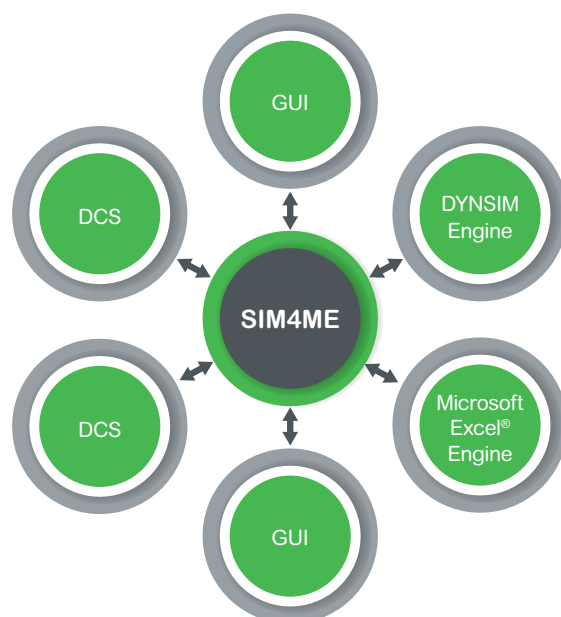 GUI
DCS
DYNSIM
Engine
SIM4ME
DCS
Microsoft
Excel®
Engine
GUI